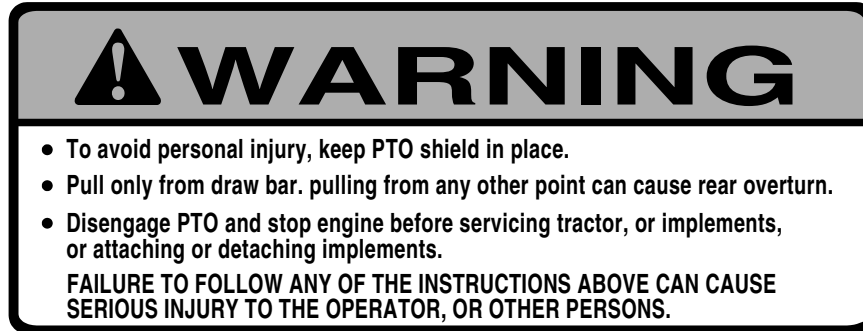 WARNING
• To avoid personal injury, keep PTO shield in place.
• Pull only from draw bar. pulling from any other point can cause rear overturn.
• Disengage PTO and stop engine before servicing tractor, or implements,
or attaching or detaching implements.
FAILURE TO FOLLOW ANY OF THE INSTRUCTIONS ABOVE CAN CAUSE
SERIOUS INJURY TO THE OPERATOR, OR OTHER PERSONS.